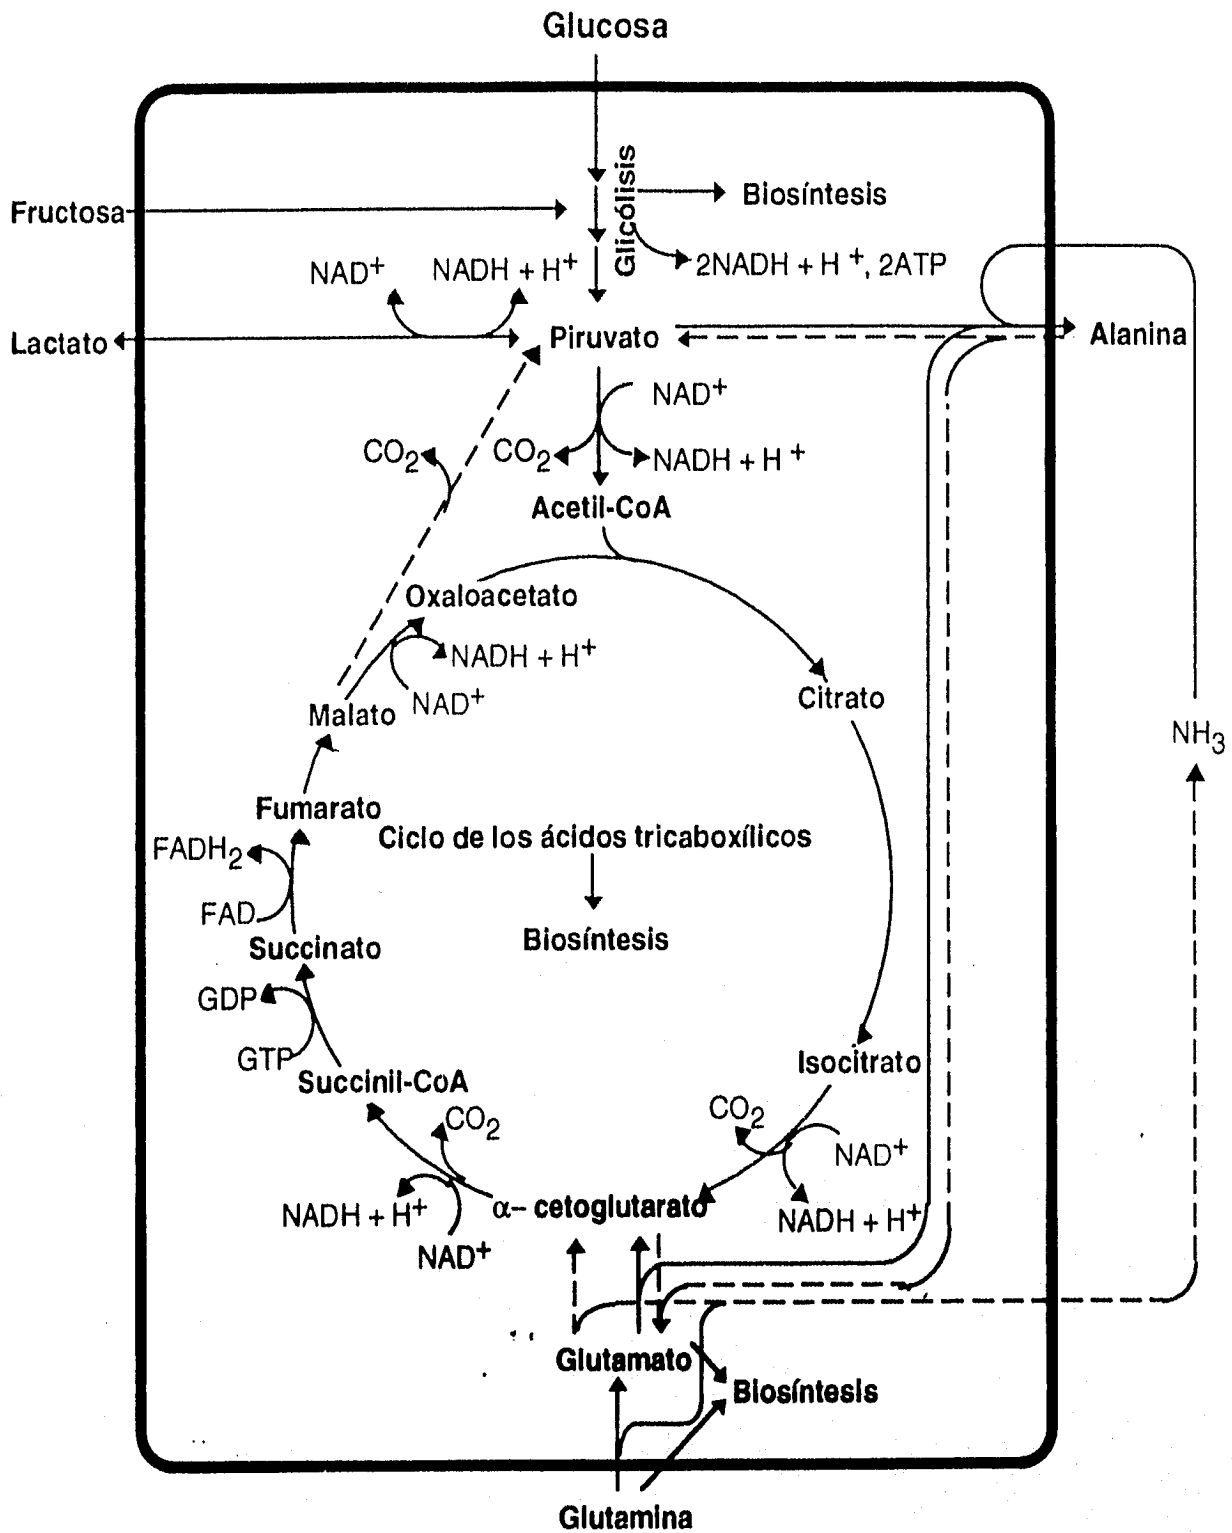 Glucosa
Glicólisis
Biosíntesis
Fructosa
2NADH + H +, 2ATP
NAD+
NADH + H+
Lactato
Piruvato
Alanina
NAD+
CO2
CO2
NADH + H +
Acetil-CoA
Oxaloacetato
NADH + H+
NAD+
Malato
Citrato
NH3
Fumarato
Ciclo de los ácidos tricaboxílicos
FADH2
FAD
Biosíntesis
Succinato
GDP
GTP
Isocitrato
Succinil-CoA
CO2
CO2
NAD+
α– cetoglutarato
NADH + H+
NADH + H+
NAD+
Glutamato
Biosíntesis
Glutamina